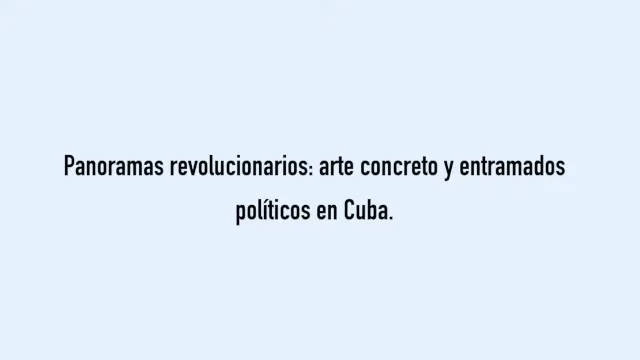 Panoramas revolucionarios: arte concreto y entramados
políticos en Cuba.